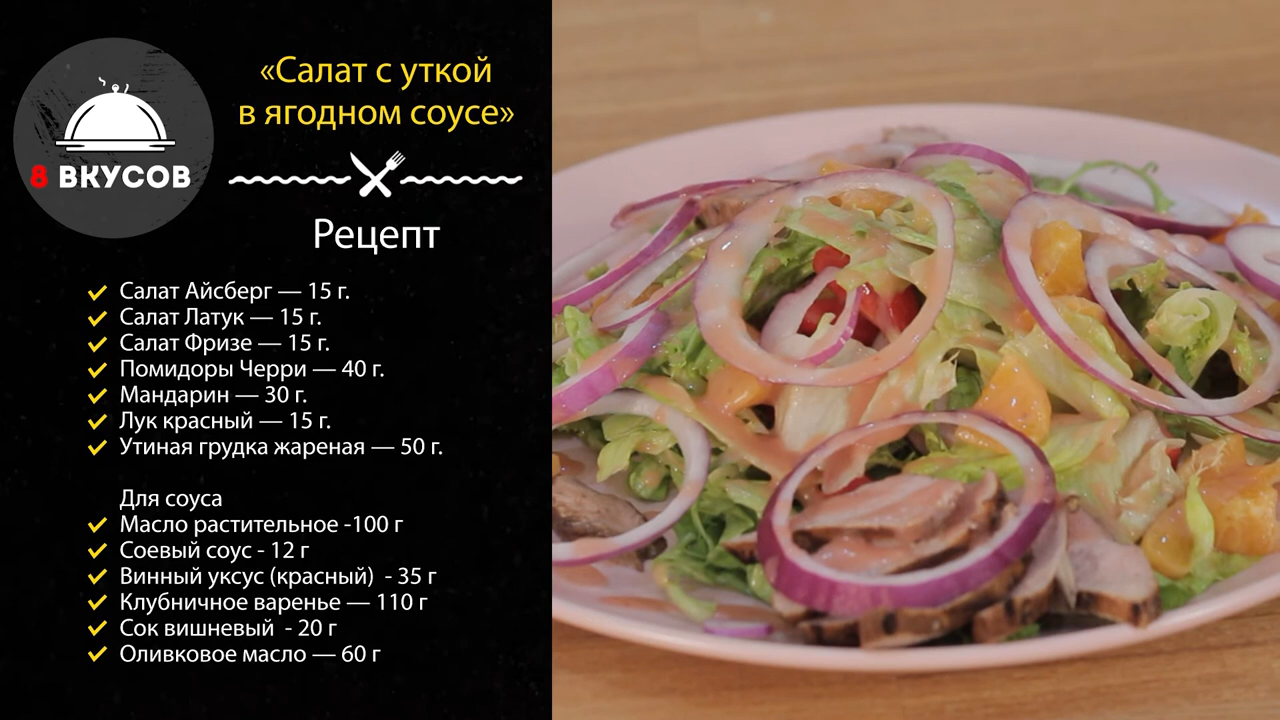 8 ВКУСОВ
«Салат с уткой
в ягодном соусе»
Рецепт
Салат Айсберг — 15 г.
Салат Латук — 15 г.
Салат Фризе — 15 г.
Помидоры Черри — 40 г.
Мандарин — 30 г.
Лук красный — 15 г.
Утиная грудка жареная — 50 г.
Для соуса
Масло растительное -100 г
Соевый соус - 12 г
Винный уксус (красный)  - 35 г
Клубничное варенье — 110 г
Сок вишневый  - 20 г
Оливковое масло — 60 г